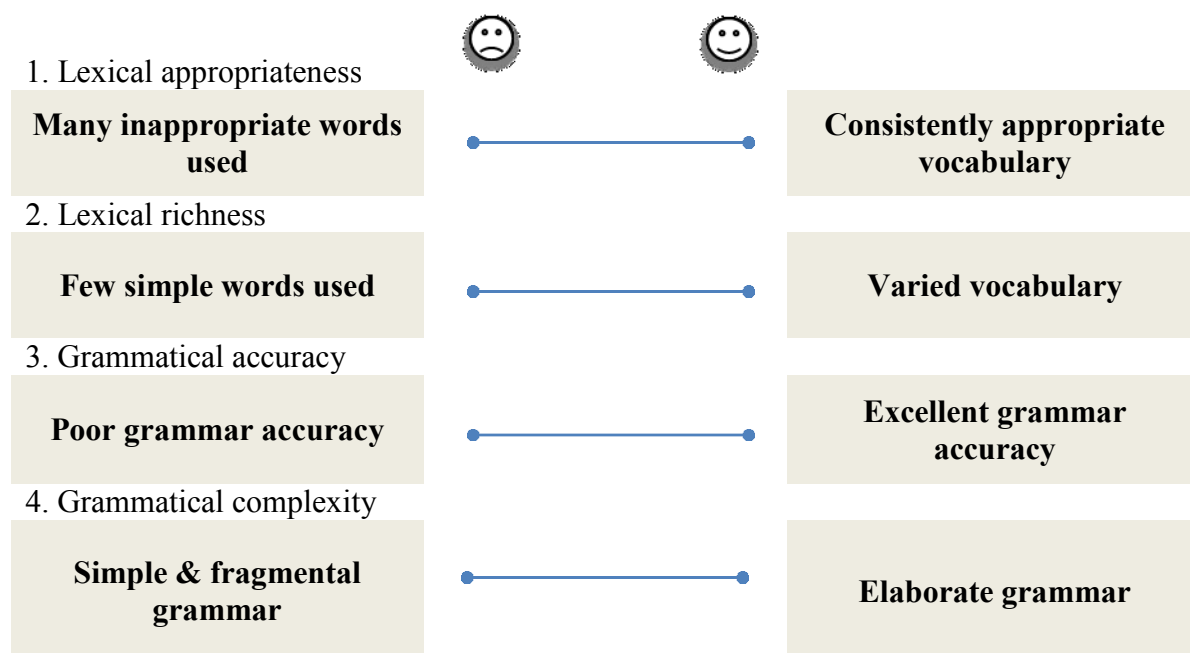 1. Lexical appropriateness
Many inappropriate words
used
Consistently appropriate
vocabulary
2. Lexical richness
Few simple words used
Varied vocabulary
3. Grammatical accuracy
Poor grammar accuracy
Excellent grammar
accuracy
4. Grammatical complexity
Simple & fragmental
grammar
Elaborate grammar